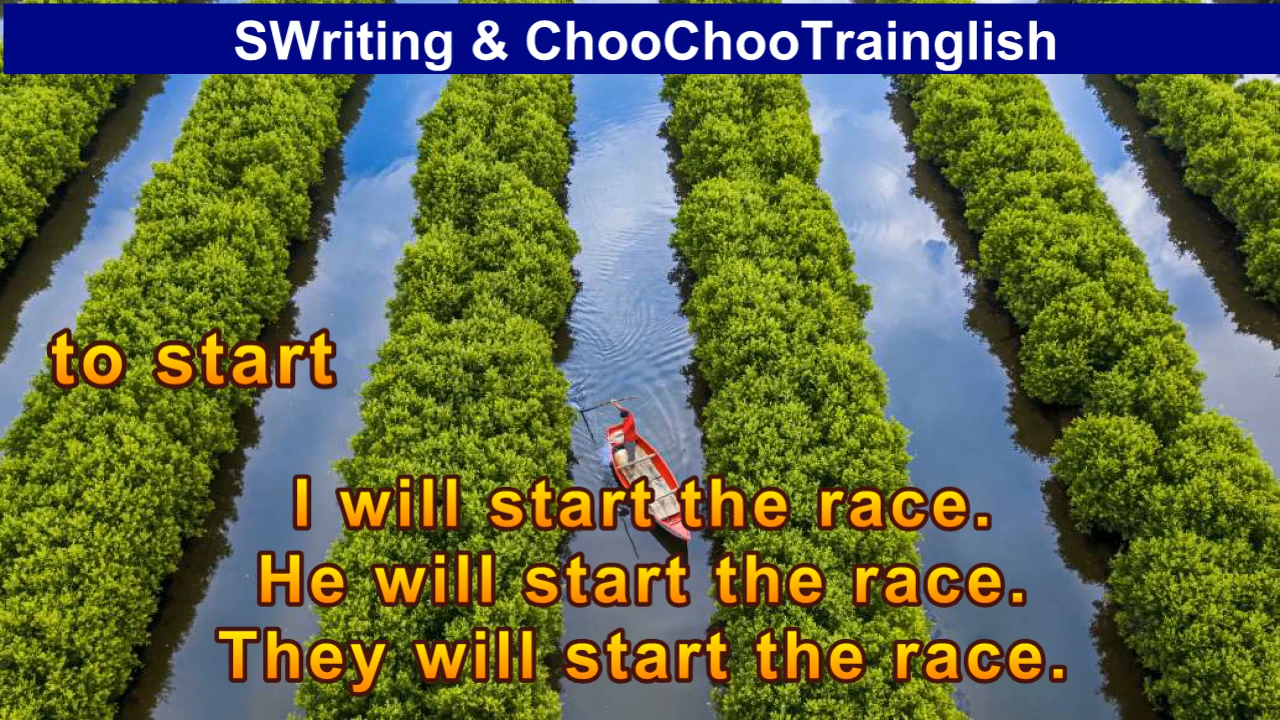 SWriting & ChooChooTrainglish
to start
I will start the race.
He will start the race.
They will start the race.